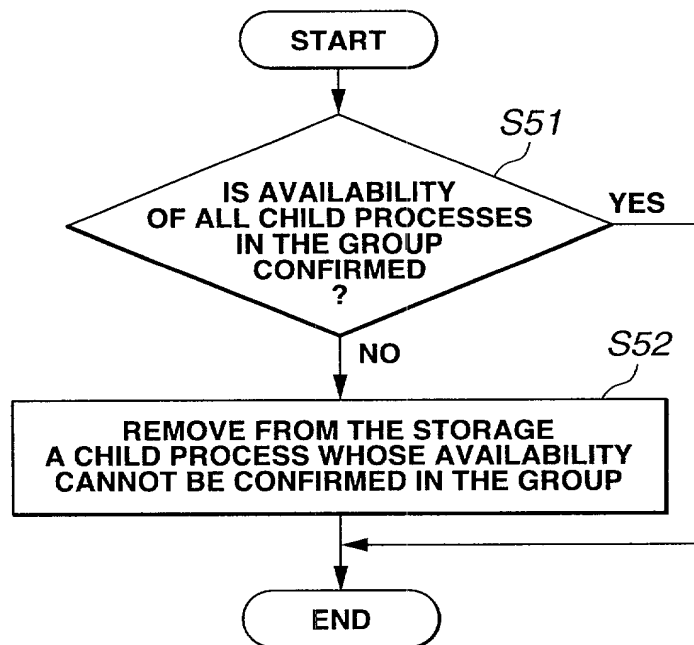 START
S51
IS AVAILABILITY
OF ALL CHILD PROCESSES
IN THE GROUP
CONFIRMED
?
YES
NO
S52
REMOVE FROM THE STORAGE
A CHILD PROCESS WHOSE AVAILABILITY
CANNOT BE CONFIRMED IN THE GROUP
END